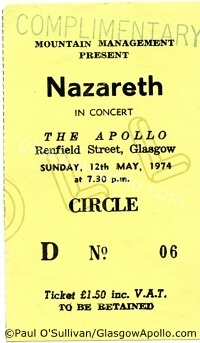 COMPLIMENTARY
MOUNTAIN MANAGEMENT
PRESENT
Nazareth
IN CONCERT
THE APOLLO
Renfield Street, Glasgow
SUNDAY, 12th MAY, 1974
at 7.30 p.m.
CIRCLE
D No 06
Ticket £1.50 inc. V.A.T.
TO BE RETAINED
©Paul O'Sullivan/GlasgowApollo.com